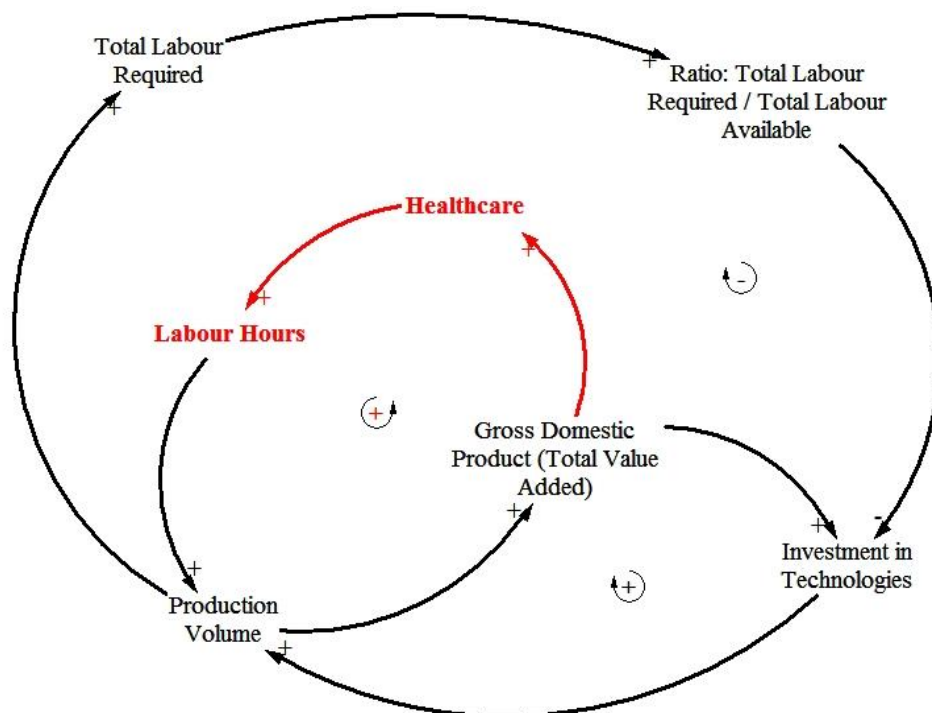 Total Labour
Required
+
+
Ratio: Total Labour
Required / Total Labour
Available
Healthcare
+
+
-
Labour Hours
+
Gross Domestic
Product (Total Value
Added)
+
+
-
Investment in
Technologies
+
+
Production
Volume
+